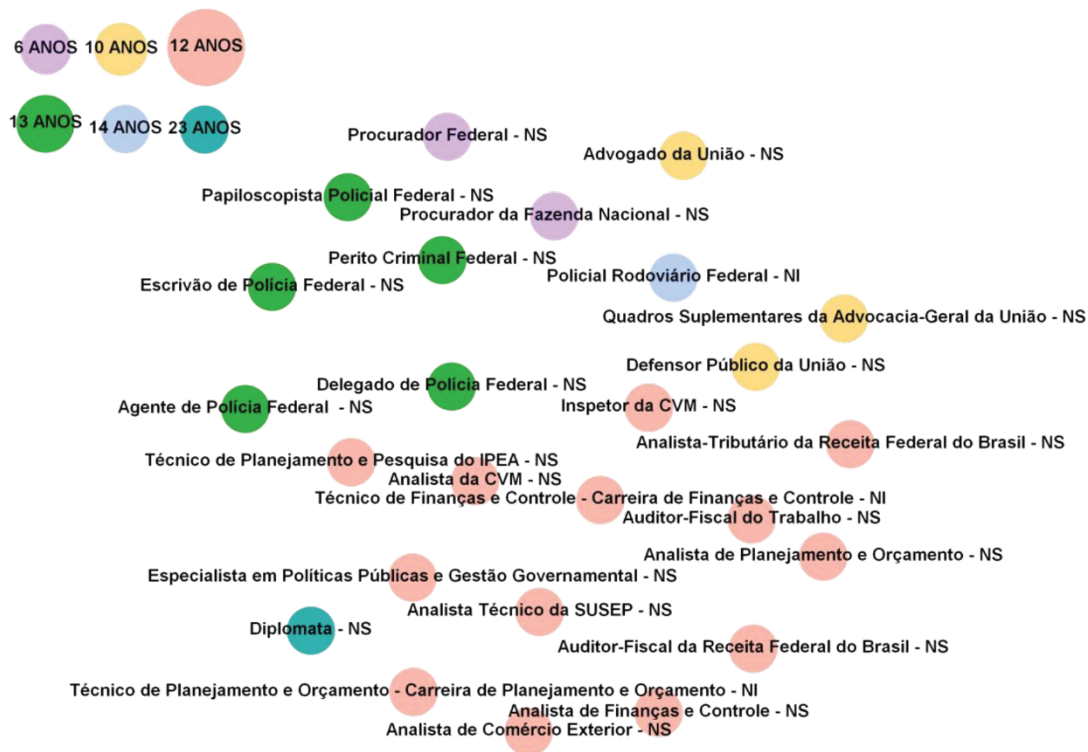 6 ANOS
10 ANOS
12 ANOS
13 ANOS
14 ANOS
23 ANOS
Procurador Federal - NS
Advogado da União - NS
Papiloscopista Policial Federal - NS
Procurador da Fazenda Nacional - NS
Perito Criminal Federal - NS
Policial Rodoviário Federal - NI
Escrivão de Polícia Federal - NS
Quadros Suplementares da Advocacia-Geral da União - NS
Defensor Público da União - NS
Delegado de Polícia Federal - NS
Agente de Polícia Federal - NS
Inspetor da CVM - NS
Analista-Tributário da Receita Federal do Brasil - NS
Técnico de Planejamento e Pesquisa do IPEA - NS
Analista da CVM - NS
Técnico de Finanças e Controle - Carreira de Finanças e Controle - NI
Auditor-Fiscal do Trabalho - NS
Analista de Planejamento e Orçamento - NS
Especialista em Políticas Públicas e Gestão Governamental - NS
Analista Técnico da SUSEP - NS
Diplomata - NS
Auditor-Fiscal da Receita Federal do Brasil - NS
Técnico de Planejamento e Orçamento - Carreira de Planejamento e Orçamento - NI
Analista de Finanças e Controle - NS
Analista de Comércio Exterior - NS